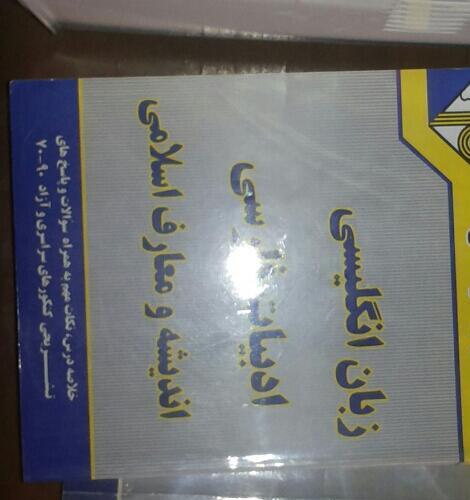 زبان انگلیسی
ادبیات فارسی
اندیشه و معارف اسلامی
خلاصه درس، نکات مهم به همراه سؤالات و پاسخ های
تشریحی کنکورهای سراسری و آزاد ۹۰-۷۰